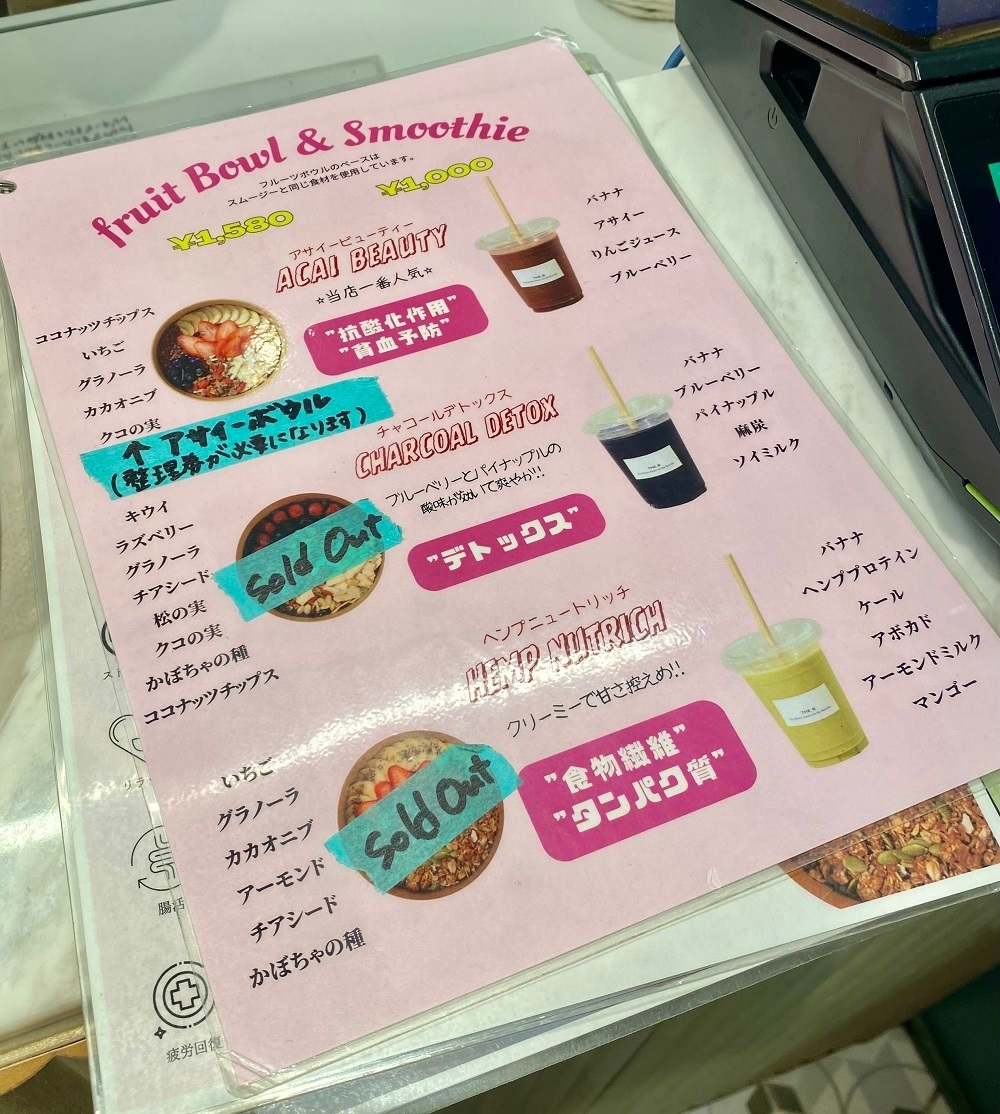 fruit Bowl & Smoothie
フルーツボウルのベースは
スムージーと同じ食材を使用しています。
¥1,580
¥1,000
アサイービューティー
ACAI BEAUTY
☆当店一番人気☆
"抗酸化作用"
"貧血予防"
ココナッツチップス
いちご
グラノーラ
カカオニブ
クコの実
バナナ
アサイー
りんごジュース
ブルーベリー
↑ アサイーボウル
(整理券が必要になります)
チャコールデトックス
CHARCOAL DETOX
ブルーベリーとパイナップルの
酸味が効いて爽やか!!
"デトックス"
キウイ
ラズベリー
グラノーラ
チアシード
松の実
クコの実
かぼちゃの種
ココナッツチップス
Sold Out
バナナ
ブルーベリー
パイナップル
麻炭
ソイミルク
ヘンプニュートリッチ
HEMP NUTRICH
クリーミーで甘さ控えめ!!
"食物繊維"
"タンパク質"
いちご
グラノーラ
カカオニブ
アーモンド
チアシード
かぼちゃの種
Sold Out
バナナ
ヘンププロテイン
ケール
アボカド
アーモンドミルク
マンゴー
腸活
疲労回復